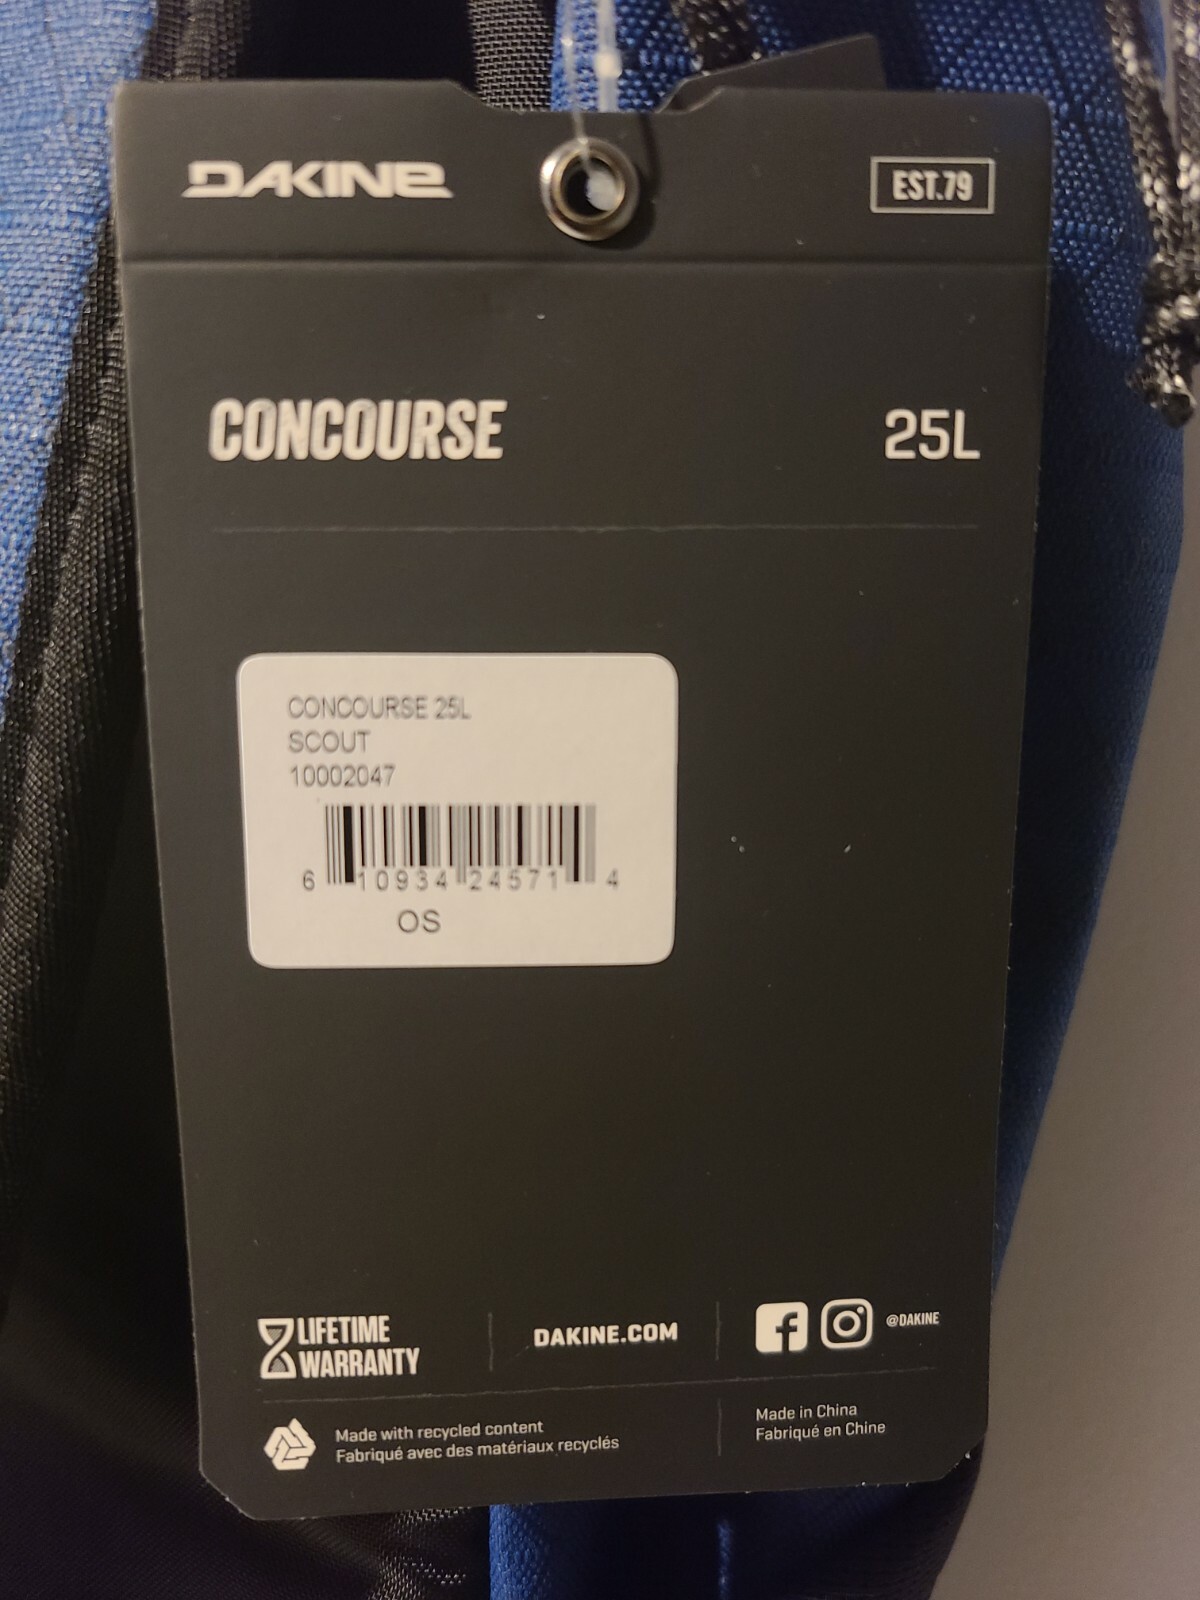 DAKINE
EST.79
CONCOURSE
25L
CONCOURSE 25L
SCOUT
10002047
6 10934 24571 4
OS
LIFETIME
WARRANTY
DAKINE.COM
@DAKINE
Made with recycled content
Fabriqué avec des matériaux recyclés
Made in China
Fabriqué en Chine